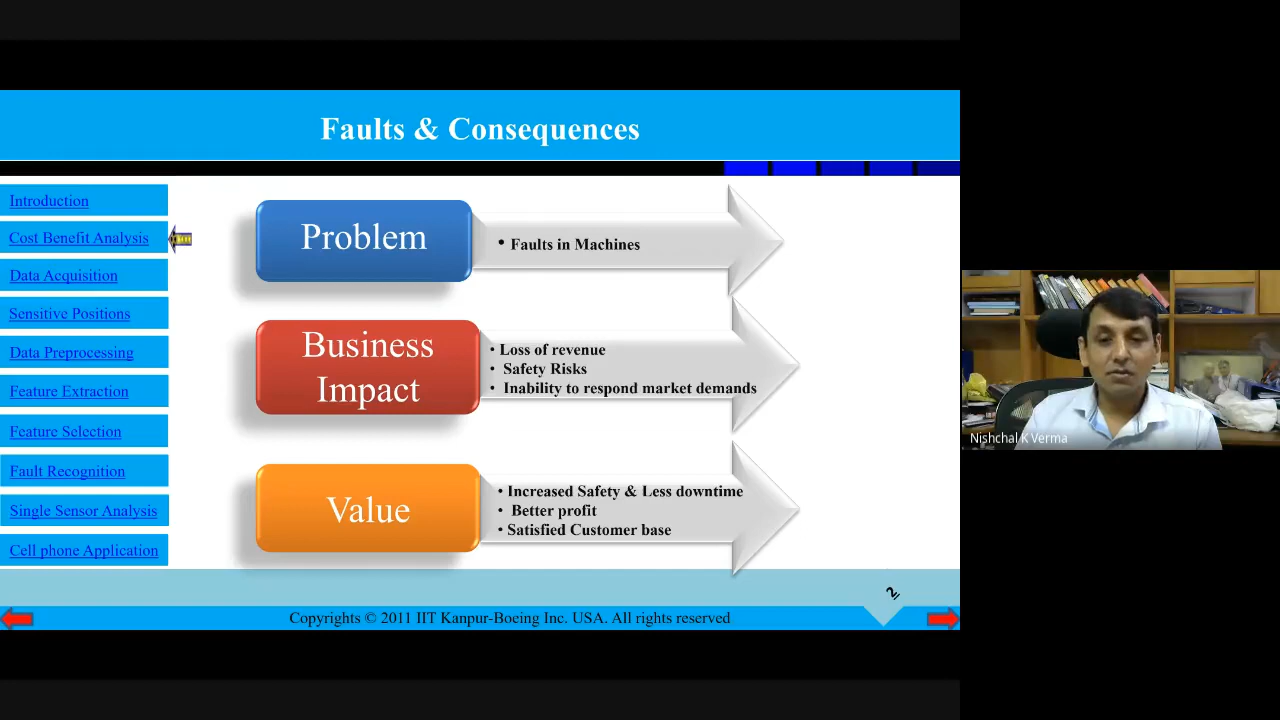 Faults & Consequences
Introduction
Cost Benefit Analysis
Data Acquisition
Sensitive Positions
Data Preprocessing
Feature Extraction
Feature Selection
Fault Recognition
Single Sensor Analysis
Cell phone Application
Problem
• Faults in Machines
Business
Impact
• Loss of revenue
• Safety Risks
• Inability to respond market demands
Value
• Increased Safety & Less downtime
• Better profit
• Satisfied Customer base
2
Copyrights © 2011 IIT Kanpur-Boeing Inc. USA. All rights reserved
Nishchal K Verma